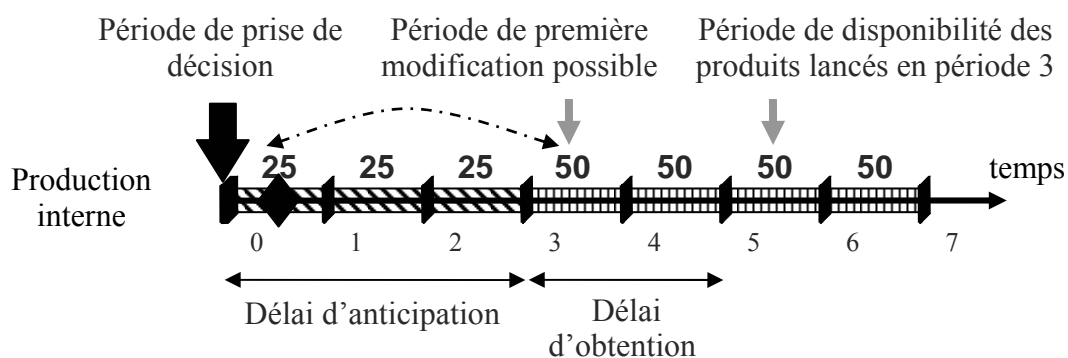 Période de prise de
décision
Période de première
modification possible
Période de disponibilité des
produits lancés en période 3
25 25 25 50 50 50 50
temps
Production
interne
0 1 2 3 4 5 6 7
Délai d’anticipation
Délai
d’obtention